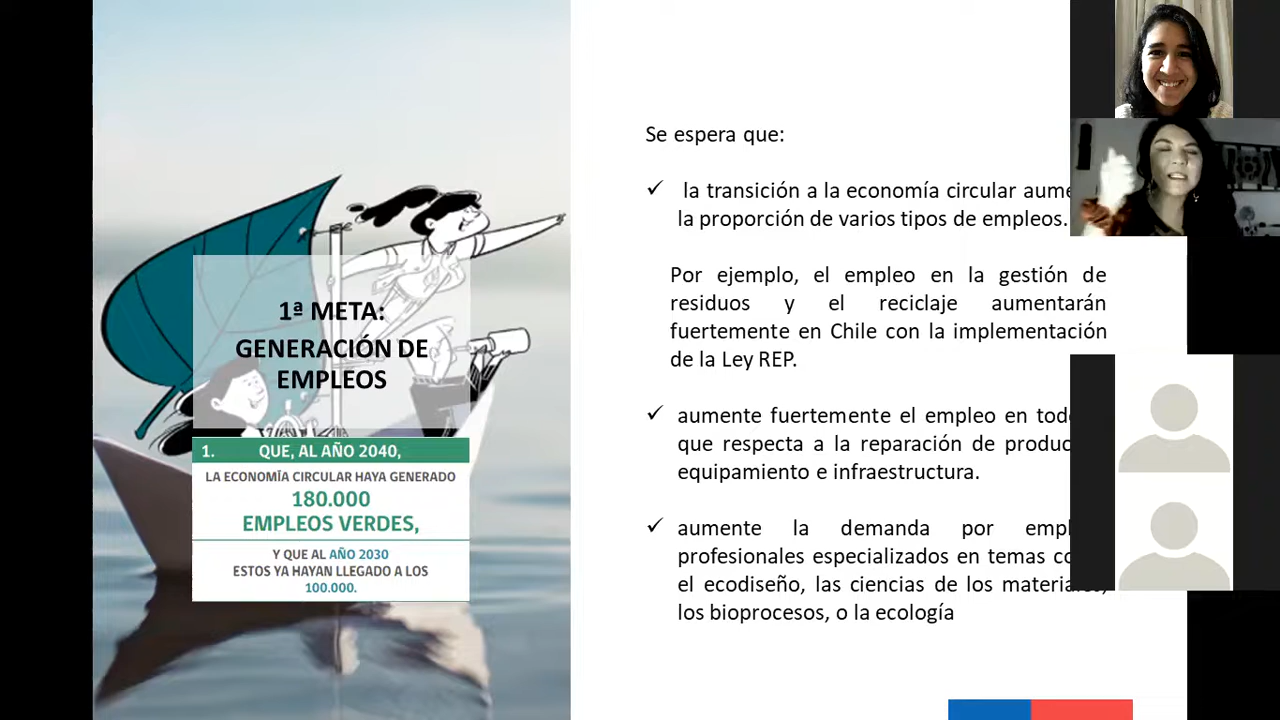 1ª META:
GENERACIÓN DE
EMPLEOS
1. QUE, AL AÑO 2040,
LA ECONOMÍA CIRCULAR HAYA GENERADO
180.000
EMPLEOS VERDES,
Y QUE AL AÑO 2030
ESTOS YA HAYAN LLEGADO A LOS
100.000.
Se espera que:
✓ la transición a la economía circular
la proporción de varios tipos de empleos.
Por ejemplo, el empleo en la gestión de
residuos y el reciclaje aumentarán
fuertemente en Chile con la implementación
de la Ley REP.
✓ aumente fuertemente el empleo en
que respecta a la reparación de
equipamiento e infraestructura.
✓ aumente la demanda por
profesionales especializados en temas
el ecodiseño, las ciencias de los materiales,
los bioprocesos, o la ecología